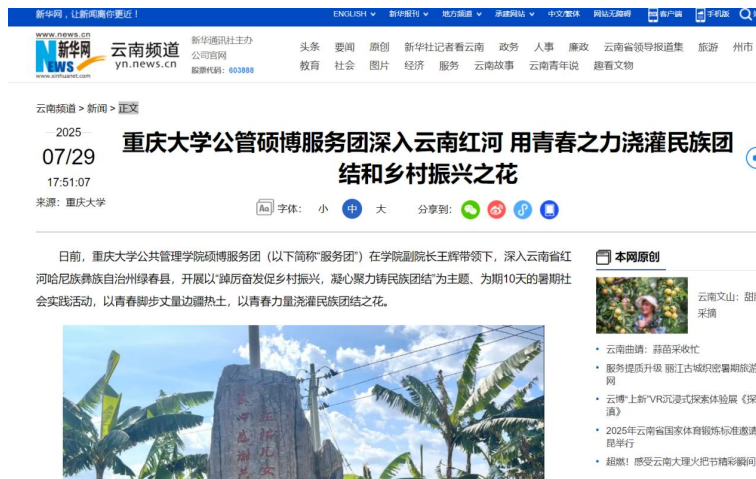 新华网，让新闻离你更近！
ENGLISH 新华报刊 地方频道 承建网站 中文繁体 网站无障碍 客户端 手机版
www.news.cn
新华网
NEWS
www.xinhuanet.com
云南频道
yn.news.cn
新华通讯社主办
公司官网
股票代码：603888
头条 要闻 原创 新华社记者看云南 政务 人事 廉政 云南省领导报道集 旅游 州市
教育 社会 图片 经济 服务 云南故事 云南青年说 趣看文物
云南频道 > 新闻 > 正文
2025
07/29
17:51:07
来源：重庆大学
重庆大学公管硕博服务团深入云南红河 用青春之力浇灌民族团
结和乡村振兴之花
Aa 字体： 小 中 大 分享到：
日前，重庆大学公共管理学院硕博服务团（以下简称“服务团”）在学院副院长王辉带领下，深入云南省红
河哈尼族彝族自治州绿春县，开展以“踔厉奋发促乡村振兴，凝心聚力铸民族团结”为主题、为期10天的暑期社
会实践活动，以青春脚步丈量边疆热土，以青春力量浇灌民族团结之花。
本网原创
云南文山：甜
采摘
云南曲靖：蒜苗采收忙
服务提质升级 丽江古城织密暑期旅游
网
云博“上新”VR沉浸式探索体验展《探
滇》
2025年云南省国家体育锻炼标准邀请
昆举行
超燃！感受云南大理火把节精彩瞬间